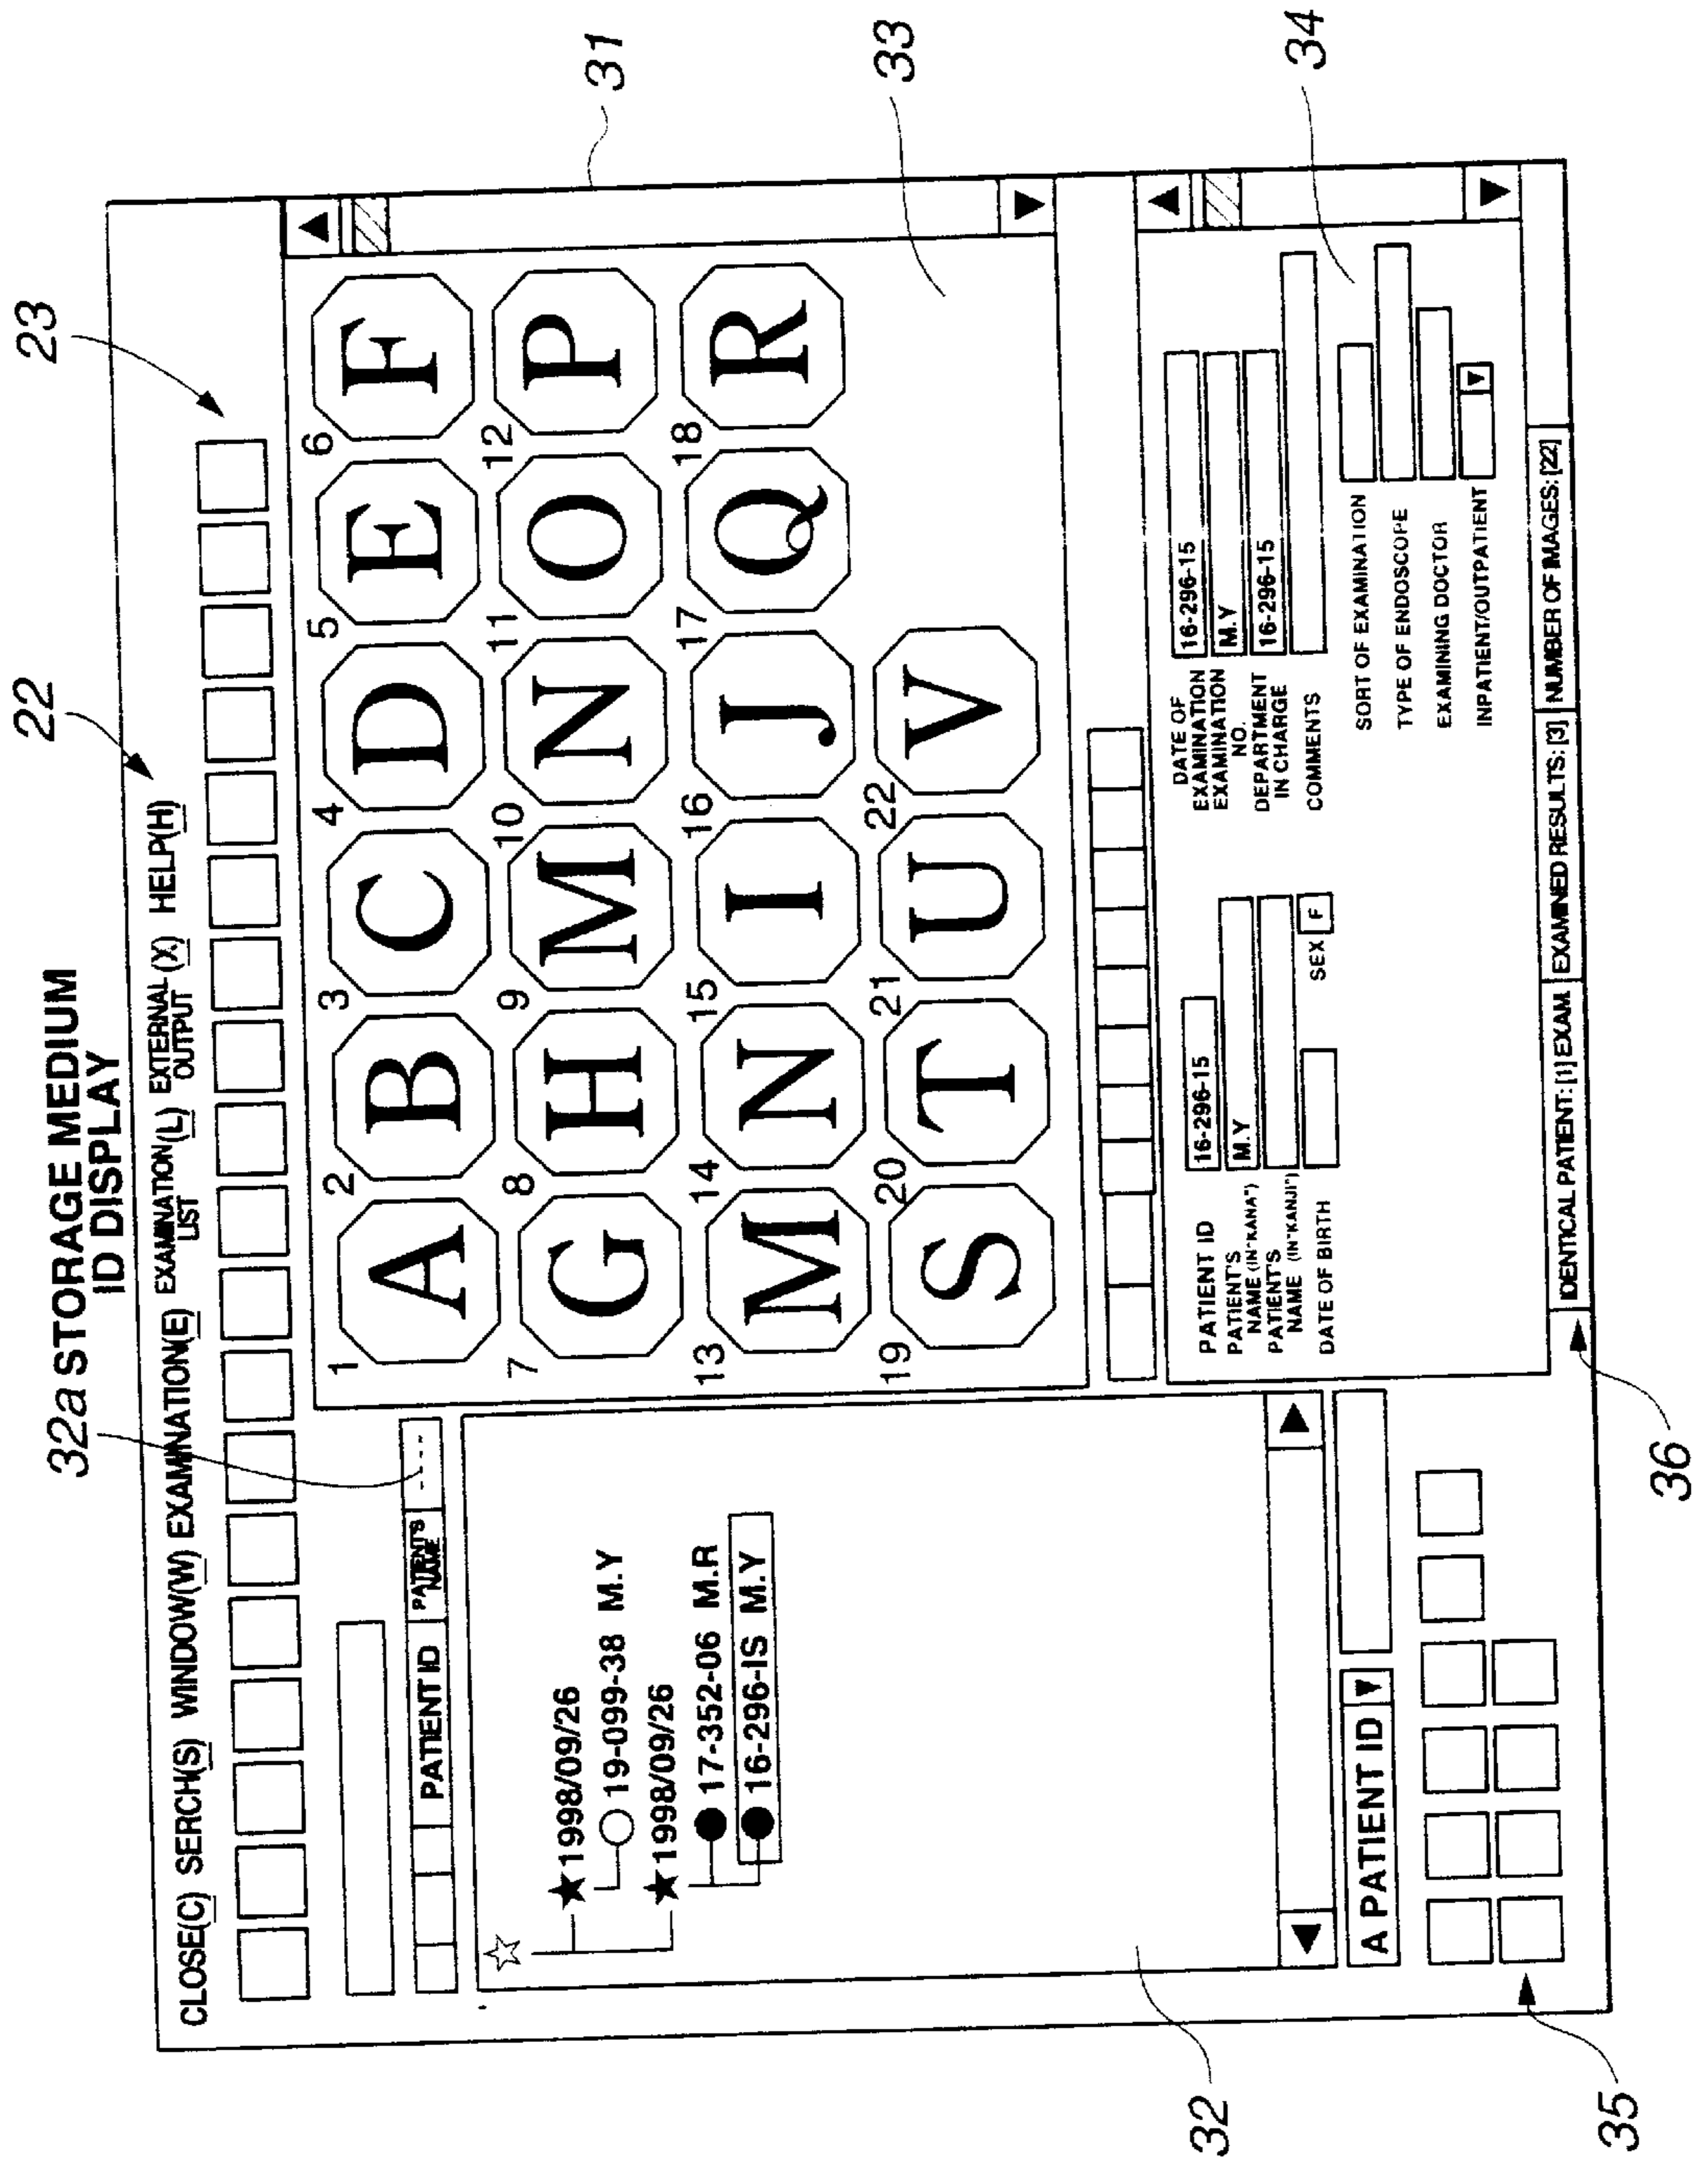 23
22
32a STORAGE MEDIUM
ID DISPLAY
CLOSE(C) SERCH(S) WINDOW(W) EXAMINATION(E) EXAMINATION(L) EXTERNAL(X) HELP(H)
LIST OUTPUT
31
33
34
PATIENT ID PATIENT'S ----
NAME
★1998/09/26
19-099-38 M.Y
★1998/09/26
17-352-06 M.R
16-296-IS M.Y
A PATIENT ID ▼
1 A 2 B 3 C 4 D 5 E 6 F
7 G 8 H 9 M 10 N 11 O 12 P
13 M 14 N 15 I 16 J 17 Q 18 R
19 S 20 T 21 U 22 V
PATIENT ID 16-296-15
PATIENT'S M.Y
NAME (IN "KANA")
PATIENT'S
NAME (IN "KANJI")
DATE OF BIRTH SEX F
DATE OF
EXAMINATION 16-296-15
EXAMINATION M.Y
NO.
DEPARTMENT 16-296-15
IN CHARGE
COMMENTS
SORT OF EXAMINATION
TYPE OF ENDOSCOPE
EXAMINING DOCTOR
INPATIENT/OUTPATIENT ▼
IDENTICAL PATIENT: [1] EXAM EXAMINED RESULTS: [3] NUMBER OF IMAGES: [22]
32
35
36